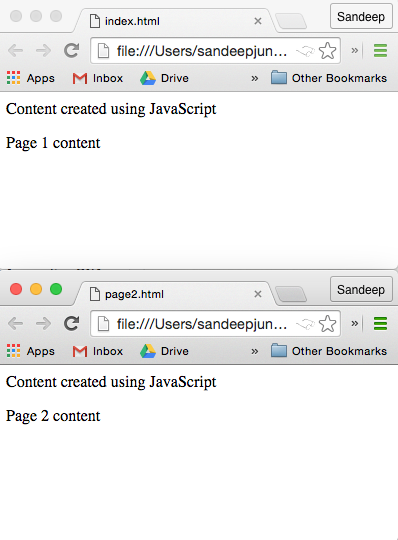 index.html
Sandeep
file:///Users/sandeepjun...
»
Apps Inbox Drive » Other Bookmarks
Content created using JavaScript
Page 1 content
page2.html
Sandeep
file:///Users/sandeepjun...
»
Apps Inbox Drive » Other Bookmarks
Content created using JavaScript
Page 2 content